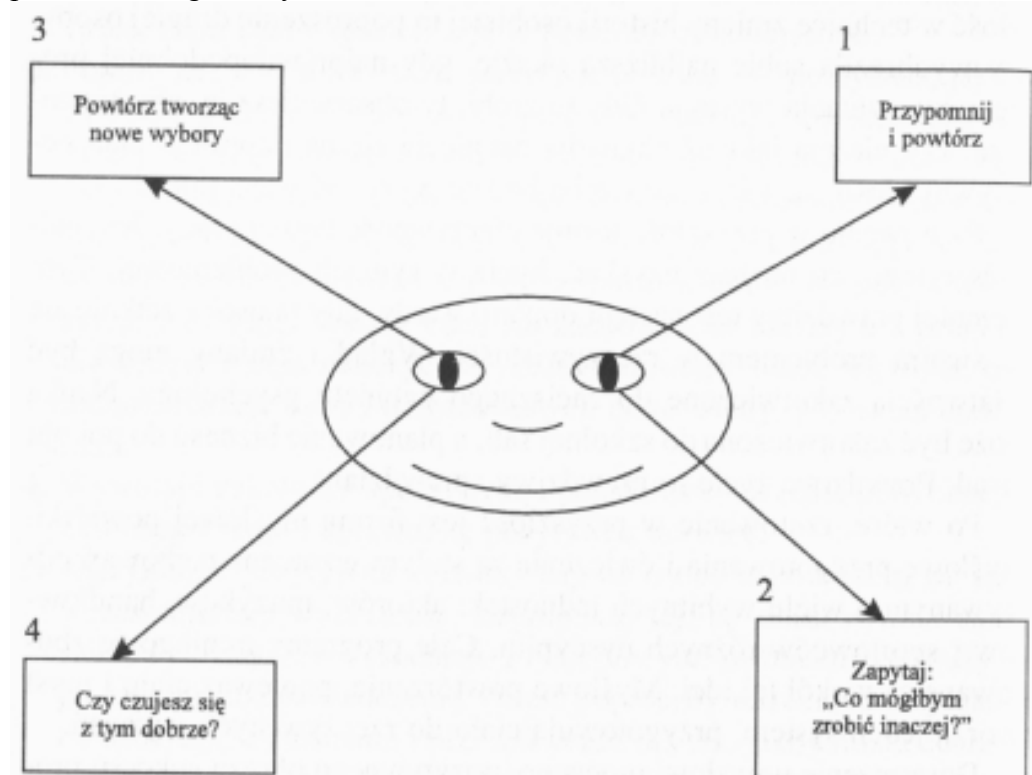 3
1
Powtórz tworząc
nowe wybory
Przypomnij
i powtórz
2
4
Czy czujesz się
z tym dobrze?
Zapytaj:
„Co mógłbym
zrobić inaczej?”